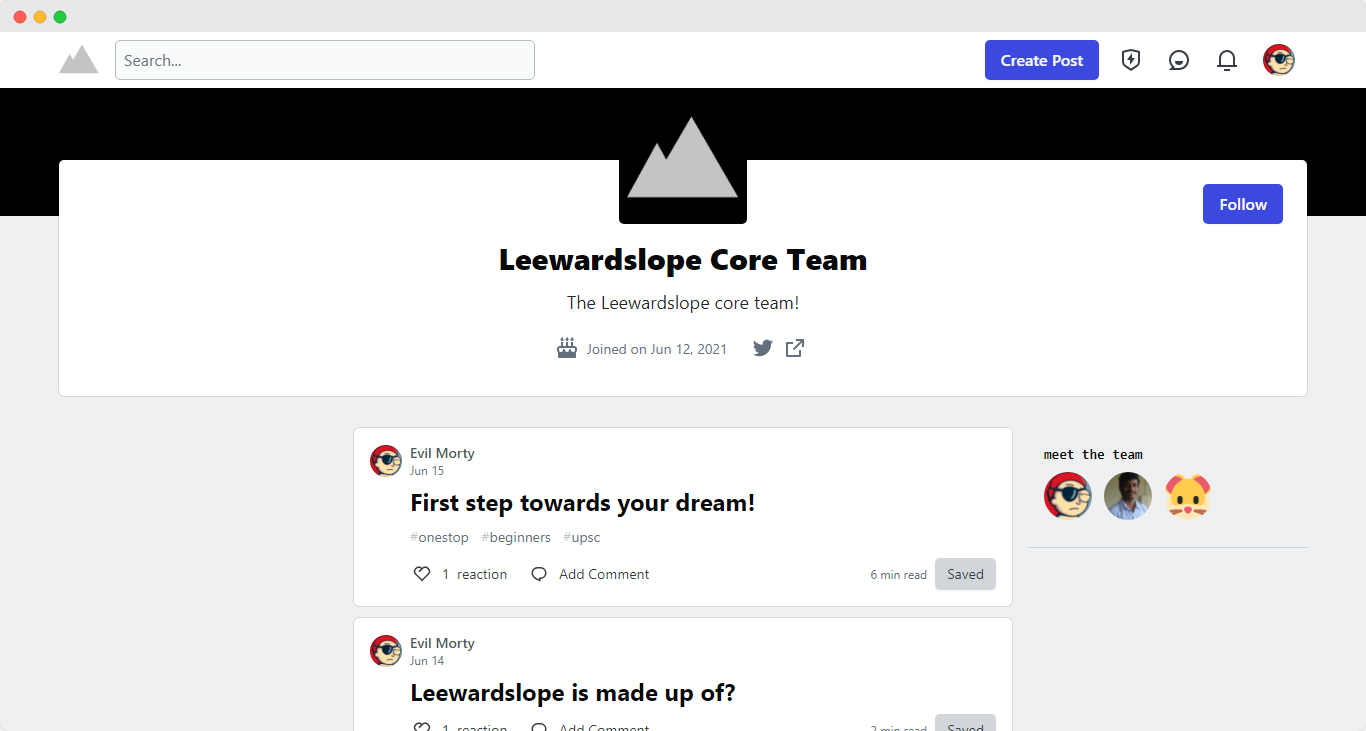 Search...
Create Post
Follow
Leewardslope Core Team
The Leewardslope core team!
Joined on Jun 12, 2021
Evil Morty
Jun 15
First step towards your dream!
#onestop #beginners #upsc
1 reaction Add Comment 6 min read Saved
meet the team
Evil Morty
Jun 14
Leewardslope is made up of?
1 reaction Add Comment 2 min read Saved